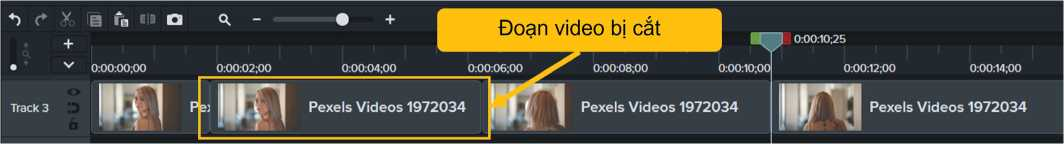 Đoạn video bị cắt
0:00:10;25
0:00:00;00
0:00:02;00
0:00:04;00
0:00:06;00
0:00:08;00
0:00:10;00
0:00:12;00
0:00:14;00
Track 3
Pex
Pexels Videos 1972034
Pexels Videos 1972034
Pexels Videos 1972034